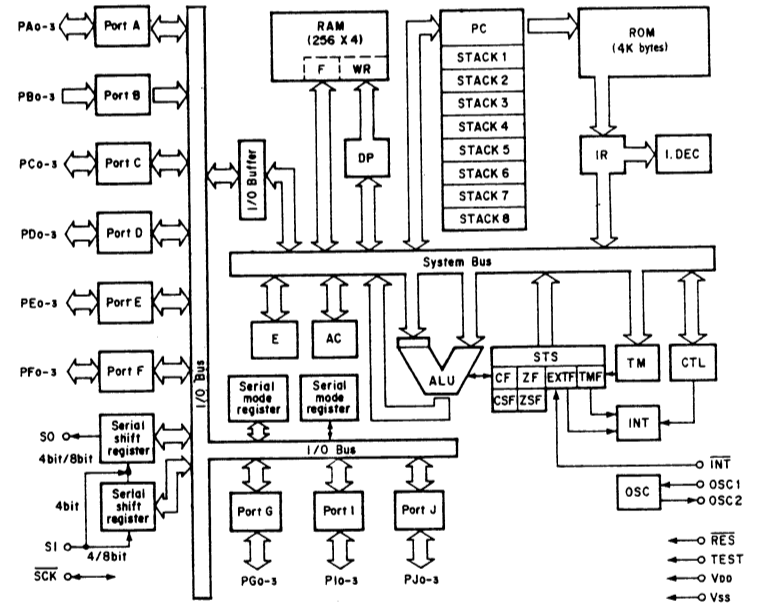 PA0-3 Port A
PB0-3 Port B
PC0-3 Port C
PD0-3 Port D
PE0-3 Port E
PF0-3 Port F
I/O Bus
I/O Buffer
RAM
(256 X 4)
F WR
DP
PC
STACK 1
STACK 2
STACK 3
STACK 4
STACK 5
STACK 6
STACK 7
STACK 8
ROM
(4K bytes)
IR
I. DEC
System Bus
E
AC
ALU
STS
CF ZF EXTF TMF
CSF ZSF
TM
CTL
INT
Serial
mode
register
Serial
mode
register
I/O Bus
SO
Serial
shift
register
4bit/8bit
4bit
Serial
shift
register
SI
4/8bit
SCK
Port G
Port I
Port J
PG0-3
PI0-3
PJ0-3
INT
OSC
OSC1
OSC2
RES
TEST
VDD
VSS